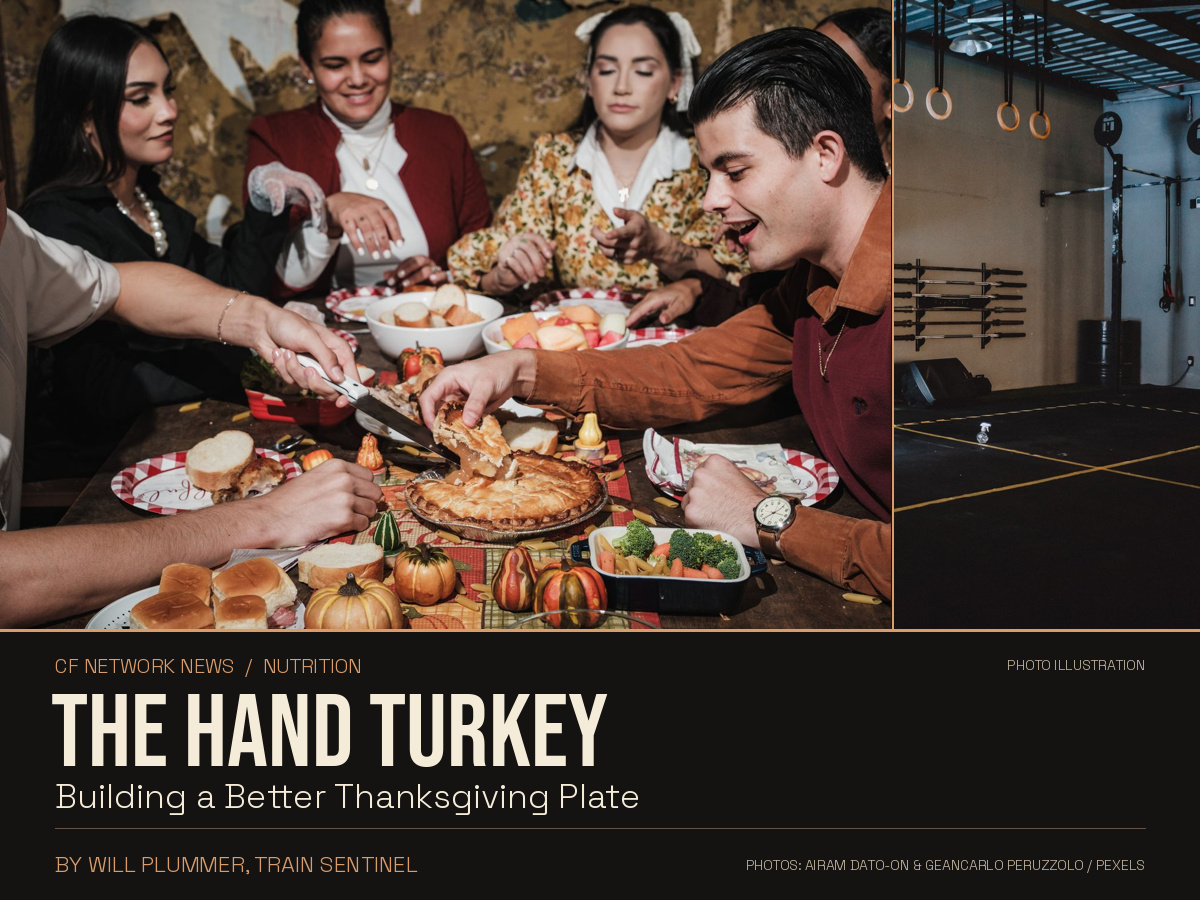 CF NETWORK NEWS / NUTRITION
PHOTO ILLUSTRATION
THE HAND TURKEY
Building a Better Thanksgiving Plate
BY WILL PLUMMER, TRAIN SENTINEL
PHOTOS: AIRAM DATO-ON & GEANCARLO PERUZZOLO / PEXELS